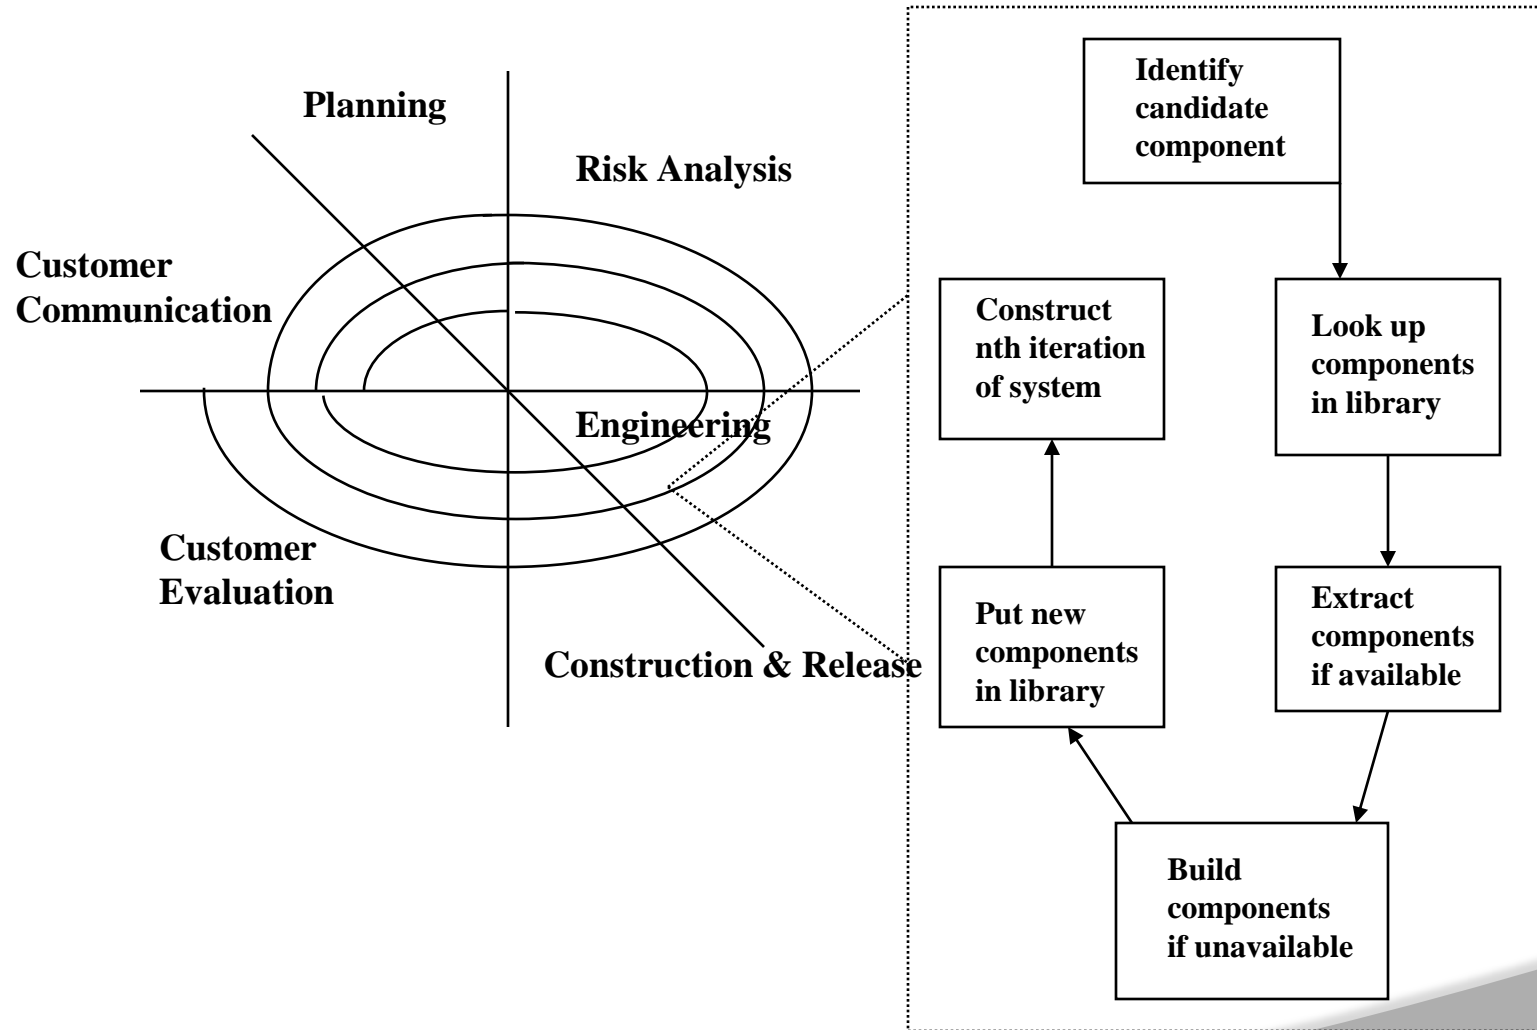 Planning
Risk Analysis
Customer
Communication
Engineering
Customer
Evaluation
Construction & Release
Identify
candidate
component
Look up
components
in library
Extract
components
if available
Build
components
if unavailable
Put new
components
in library
Construct
nth iteration
of system